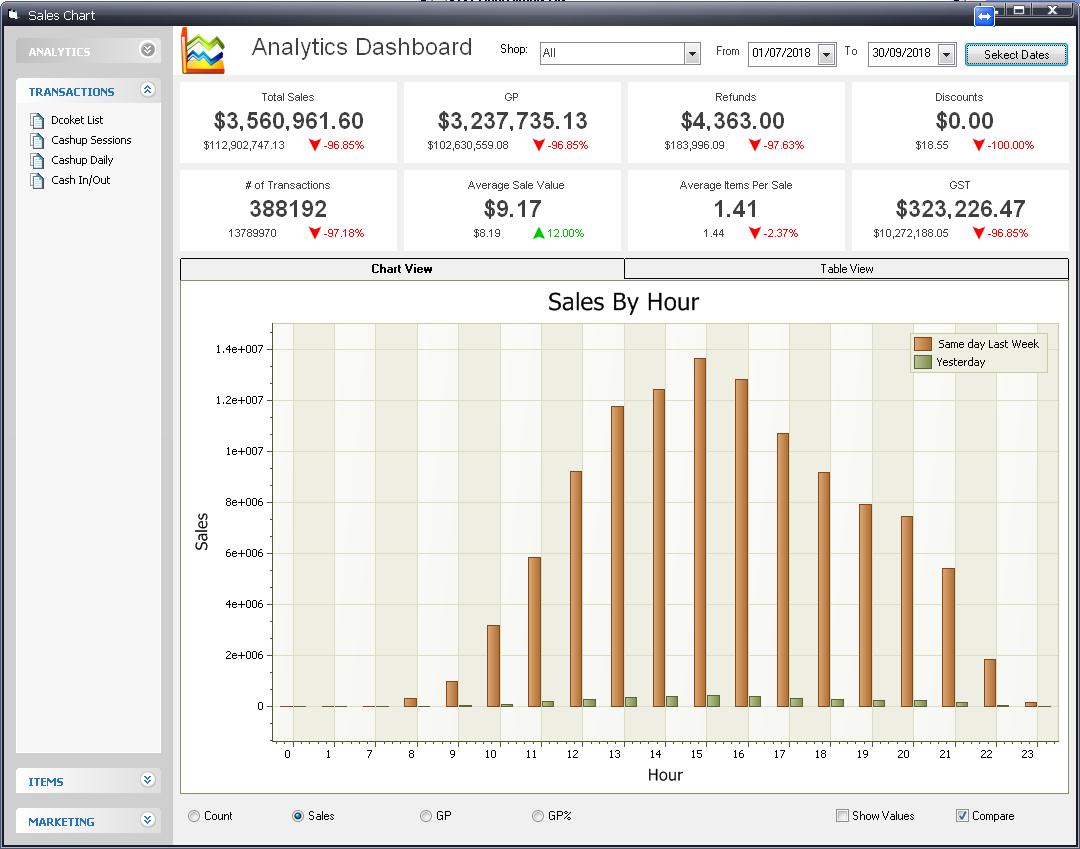 Sales Chart
ANALYTICS
TRANSACTIONS
Dcoket List
Cashup Sessions
Cashup Daily
Cash In/Out
ITEMS
MARKETING
Analytics Dashboard
Shop: All From 01/07/2018 To 30/09/2018 Sekect Dates
Total Sales
$3,560,961.60
$112,902,747.13 -96.85%
GP
$3,237,735.13
$102,630,559.08 -96.85%
Refunds
$4,363.00
$183,996.09 -97.63%
Discounts
$0.00
$18.55 -100.00%
# of Transactions
388192
13789970 -97.18%
Average Sale Value
$9.17
$8.19 12.00%
Average Items Per Sale
1.41
1.44 -2.37%
GST
$323,226.47
$10,272,188.05 -96.85%
Chart View Table View
Sales By Hour
Same day Last Week
Yesterday
1.4e+007
1.2e+007
1e+007
8e+006
6e+006
4e+006
2e+006
0
Sales
0 1 7 8 9 10 11 12 13 14 15 16 17 18 19 20 21 22 23
Hour
Count Sales GP GP% Show Values Compare